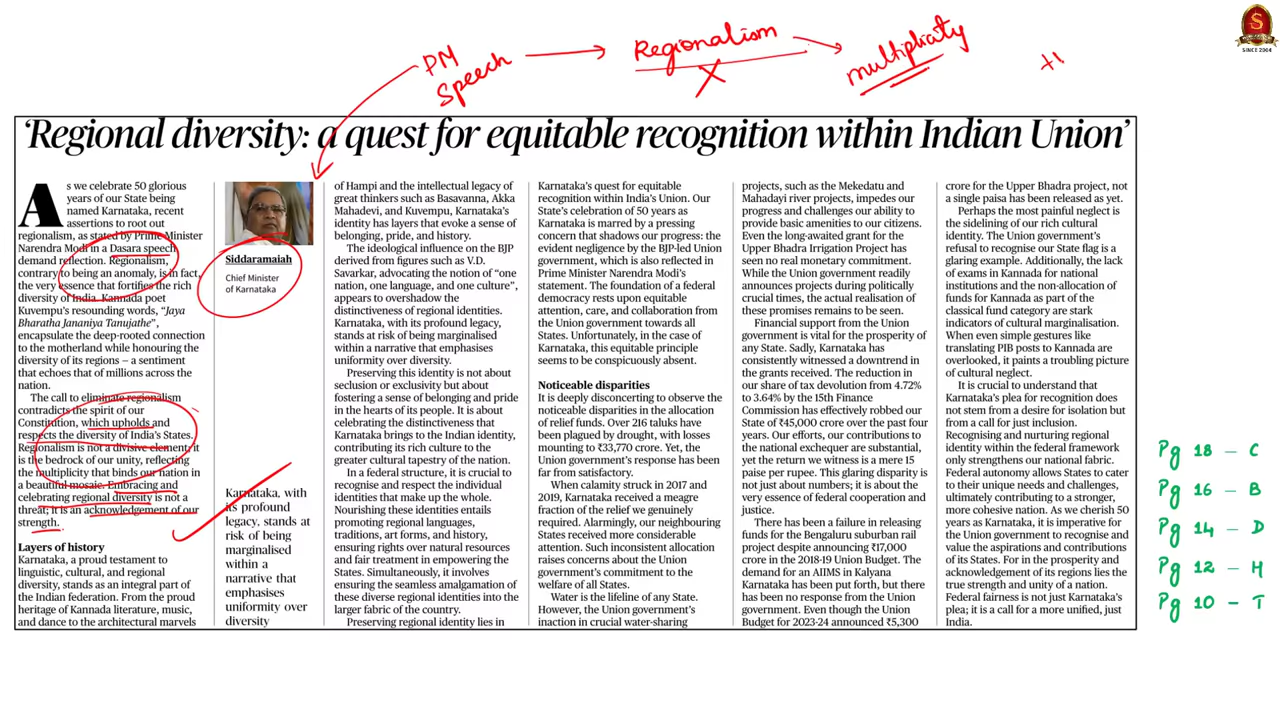 PM
Speech
Regionalism
multiplicity
S
SINCE 2004
‘Regional diversity: a quest for equitable recognition within Indian Union’
As we celebrate 50 glorious
years of our State being
named Karnataka, recent
assertions to root out
regionalism, as stated by Prime Minister
Narendra Modi in a Dasara speech
demand reflection. Regionalism,
contrary to being an anomaly, is in fact,
the very essence that fortifies the rich
diversity of India. Kannada poet
Kuvempu's resounding words, “Jaya
Bharatha Jananiya Tanujathe”,
encapsulate the deep-rooted connection
to the motherland while honouring the
diversity of its regions – a sentiment
that echoes that of millions across the
nation.
The call to eliminate regionalism
contradicts the spirit of our
Constitution, which upholds and
respects the diversity of India's States.
Regionalism is not a divisive element; it
is the bedrock of our unity, reflecting
the multiplicity that binds our nation in
a beautiful mosaic. Embracing and
celebrating regional diversity is not a
threat; it is an acknowledgement of our
strength.
Layers of history
Karnataka, a proud testament to
linguistic, cultural, and regional
diversity, stands as an integral part of
the Indian federation. From the proud
heritage of Kannada literature, music,
and dance to the architectural marvels
Siddaramaiah
Chief Minister
of Karnataka
Karnataka, with
its profound
legacy, stands at
risk of being
marginalised
within a
narrative that
emphasises
uniformity over
diversity
of Hampi and the intellectual legacy of
great thinkers such as Basavanna, Akka
Mahadevi, and Kuvempu, Karnataka's
identity has layers that evoke a sense of
belonging, pride, and history.
The ideological influence on the BJP
derived from figures such as V.D.
Savarkar, advocating the notion of “one
nation, one language, and one culture”,
appears to overshadow the
distinctiveness of regional identities.
Karnataka, with its profound legacy,
stands at risk of being marginalised
within a narrative that emphasises
uniformity over diversity.
Preserving this identity is not about
seclusion or exclusivity but about
fostering a sense of belonging and pride
in the hearts of its people. It is about
celebrating the distinctiveness that
Karnataka brings to the Indian identity,
contributing its rich culture to the
greater cultural tapestry of the nation.
In a federal structure, it is crucial to
recognise and respect the individual
identities that make up the whole.
Nourishing these identities entails
promoting regional languages,
traditions, art forms, and history,
ensuring rights over natural resources
and fair treatment in empowering the
States. Simultaneously, it involves
ensuring the seamless amalgamation of
these diverse regional identities into the
larger fabric of the country.
Preserving regional identity lies in
Karnataka's quest for equitable
recognition within India's Union. Our
State's celebration of 50 years as
Karnataka is marred by a pressing
concern that shadows our progress: the
evident negligence by the BJP-led Union
government, which is also reflected in
Prime Minister Narendra Modi's
statement. The foundation of a federal
democracy rests upon equitable
attention, care, and collaboration from
the Union government towards all
States. Unfortunately, in the case of
Karnataka, this equitable principle
seems to be conspicuously absent.
Noticeable disparities
It is deeply disconcerting to observe the
noticeable disparities in the allocation
of relief funds. Over 216 taluks have
been plagued by drought, with losses
mounting to ₹33,770 crore. Yet, the
Union government's response has been
far from satisfactory.
When calamity struck in 2017 and
2019, Karnataka received a meagre
fraction of the relief we genuinely
required. Alarmingly, our neighbouring
States received more considerable
attention. Such inconsistent allocation
raises concerns about the Union
government's commitment to the
welfare of all States.
Water is the lifeline of any State.
However, the Union government's
inaction in crucial water-sharing
projects, such as the Mekedatu and
Mahadayi river projects, impedes our
progress and challenges our ability to
provide basic amenities to our citizens.
Even the long-awaited grant for the
Upper Bhadra Irrigation Project has
seen no real monetary commitment.
While the Union government readily
announces projects during politically
crucial times, the actual realisation of
these promises remains to be seen.
Financial support from the Union
government is vital for the prosperity of
any State. Sadly, Karnataka has
consistently witnessed a downtrend in
the grants received. The reduction in
our share of tax devolution from 4.72%
to 3.64% by the 15th Finance
Commission has effectively robbed our
State of ₹45,000 crore over the past four
years. Our efforts, our contributions to
the national exchequer are substantial,
yet the return we witness is a mere 15
paise per rupee. This glaring disparity is
not just about numbers; it is about the
very essence of federal cooperation and
justice.
There has been a failure in releasing
funds for the Bengaluru suburban rail
project despite announcing ₹17,000
crore in the 2018-19 Union Budget. The
demand for an AIIMS in Kalyana
Karnataka has been put forth, but there
has been no response from the Union
government. Even though the Union
Budget for 2023-24 announced ₹5,300
crore for the Upper Bhadra project, not
a single paisa has been released as yet.
Perhaps the most painful neglect is
the sidelining of our rich cultural
identity. The Union government's
refusal to recognise our State flag is a
glaring example. Additionally, the lack
of exams in Kannada for national
institutions and the non-allocation of
funds for Kannada as part of the
classical fund category are stark
indicators of cultural marginalisation.
When even simple gestures like
translating PIB posts to Kannada are
overlooked, it paints a troubling picture
of cultural neglect.
It is crucial to understand that
Karnataka's plea for recognition does
not stem from a desire for isolation but
from a call for just inclusion.
Recognising and nurturing regional
identity within the federal framework
only strengthens our national fabric.
Federal autonomy allows States to cater
to their unique needs and challenges,
ultimately contributing to a stronger,
more cohesive nation. As we cherish 50
years as Karnataka, it is imperative for
the Union government to recognise and
value the aspirations and contributions
of its States. For in the prosperity and
acknowledgement of its regions lies the
true strength and unity of a nation.
Federal fairness is not just Karnataka's
plea; it is a call for a more unified, just
India.
Pg 18 - C
Pg 16 - B
Pg 14 - D
Pg 12 - H
Pg 10 - T